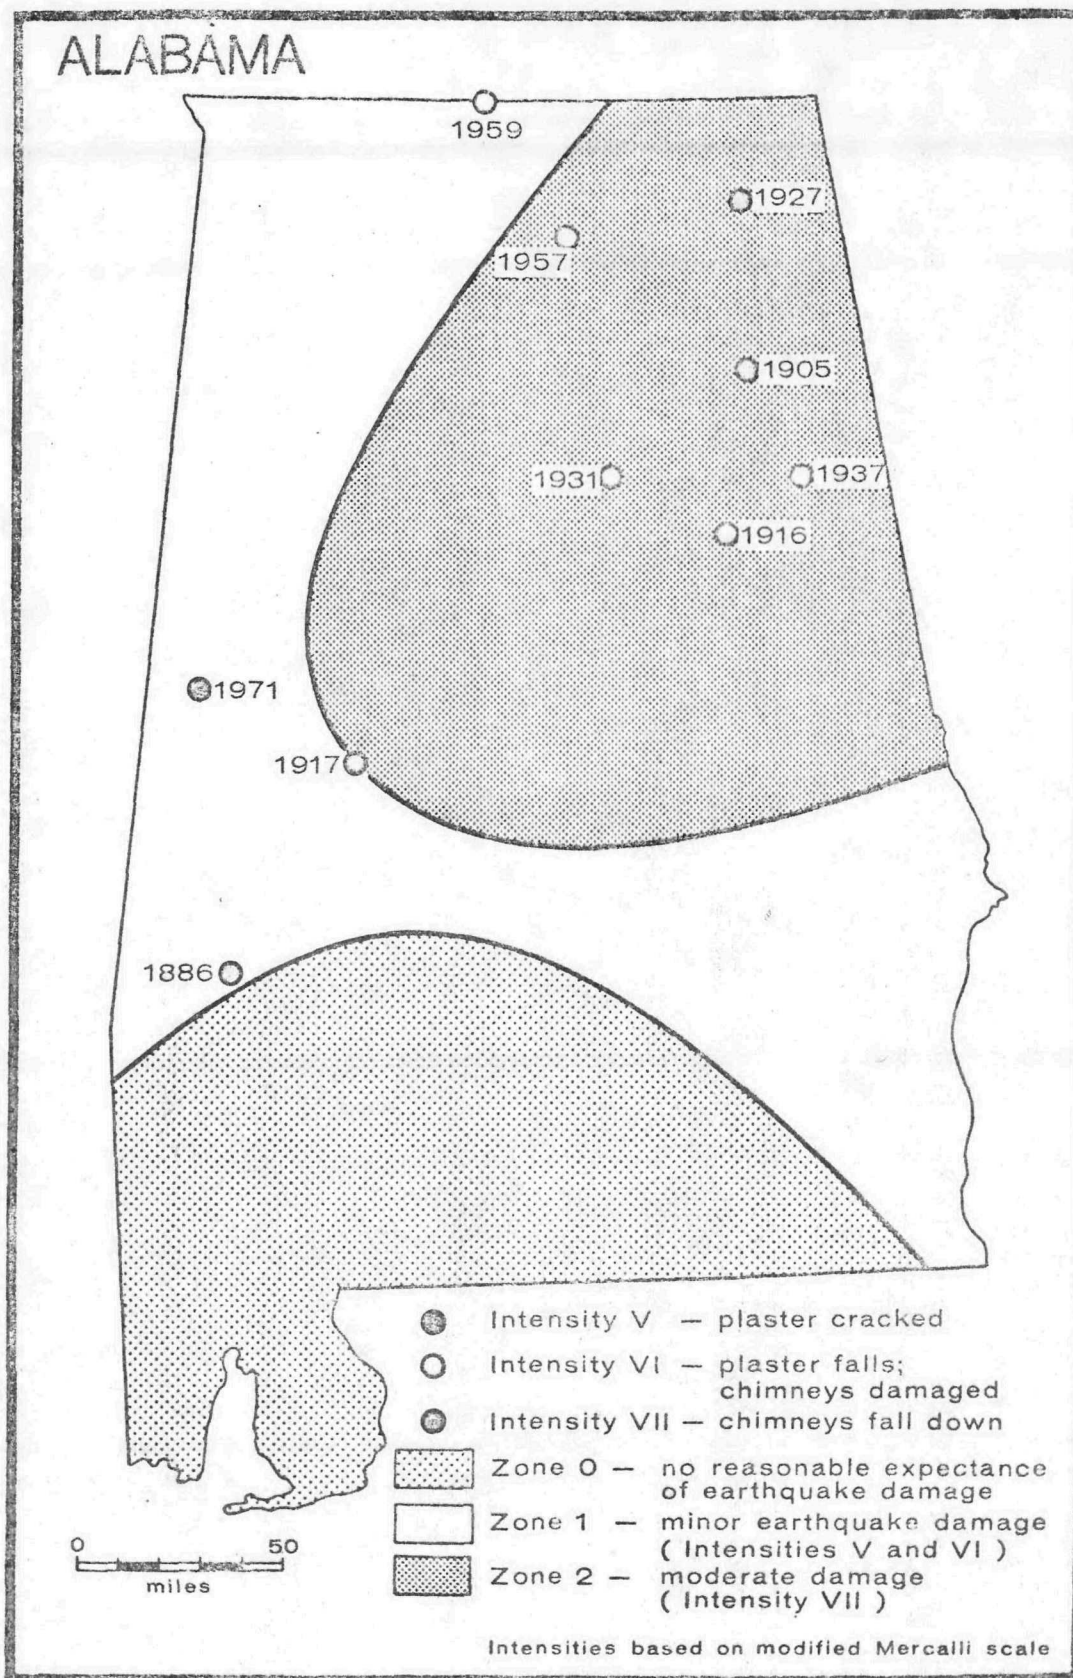 ALABAMA
1959
1927
1957
1905
1931
1937
1916
1971
1917
1886
Intensity V — plaster cracked
Intensity VI — plaster falls;
chimneys damaged
Intensity VII — chimneys fall down
Zone 0 — no reasonable expectance
of earthquake damage
Zone 1 — minor earthquake damage
( Intensities V and VI )
Zone 2 — moderate damage
( Intensity VII )
0 50
miles
Intensities based on modified Mercalli scale